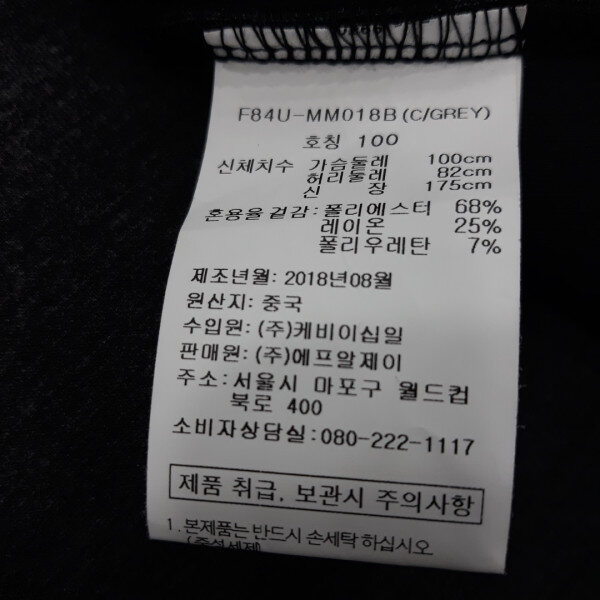 F84U-MM018B(C/GREY)
호칭 100
신체치수 가슴둘레 100cm
허리둘레 82cm
신 장 175cm
혼용율 겉감:폴리에스터 68%
레이온 25%
폴리우레탄 7%
제조년월: 2018년08월
원산지: 중국
수입원: (주)케비이십일
판매원: (주)에프알제이
주소: 서울시 마포구 월드컵
북로 400
소비자상담실:080-222-1117
제품 취급, 보관시 주의사항
1. 본제품는 반드시 손세탁 하십시오
(중성세제)